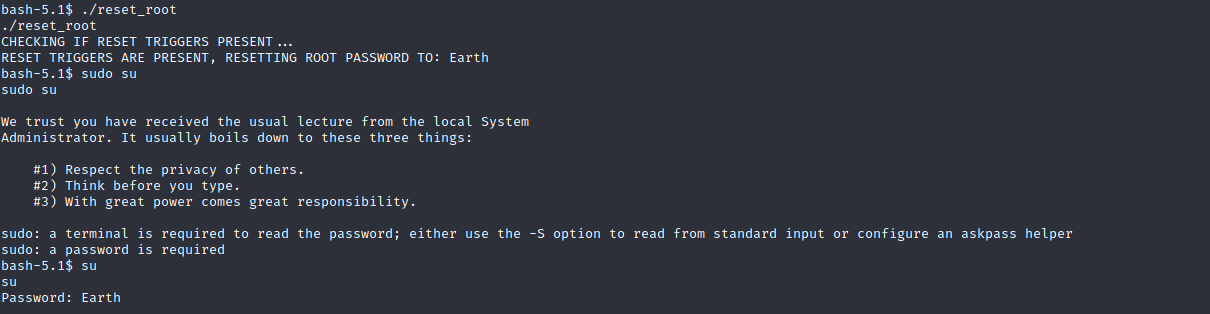 bash-5.1$ ./reset_root
./reset_root
CHECKING IF RESET TRIGGERS PRESENT...
RESET TRIGGERS ARE PRESENT, RESETTING ROOT PASSWORD TO: Earth
bash-5.1$ sudo su
sudo su

We trust you have received the usual lecture from the local System
Administrator. It usually boils down to these three things:

    #1) Respect the privacy of others.
    #2) Think before you type.
    #3) With great power comes great responsibility.

sudo: a terminal is required to read the password; either use the -S option to read from standard input or configure an askpass helper
sudo: a password is required
bash-5.1$ su
su
Password: Earth